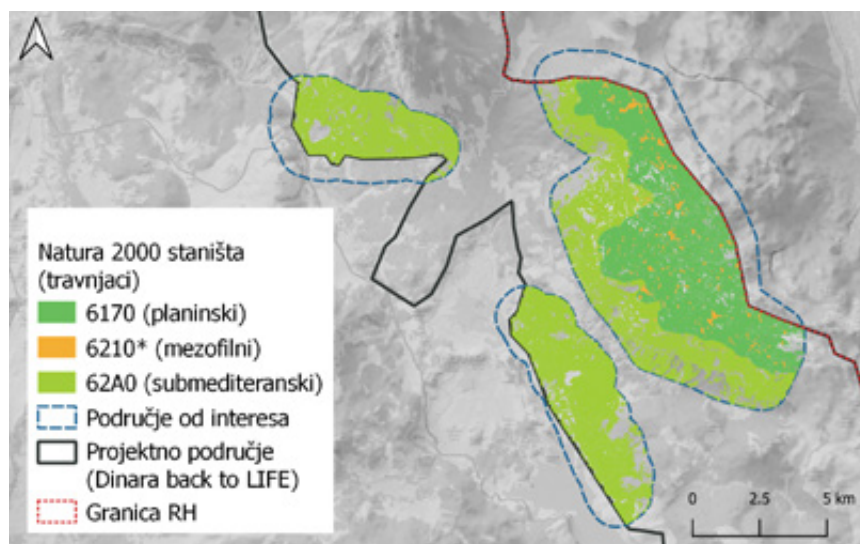 Natura 2000 staništa
(travnjaci)
6170 (planinski)
6210* (mezofilni)
62A0 (submediteranski)
Područje od interesa
Projektno područje
(Dinara back to LIFE)
Granica RH
0 2.5 5 km